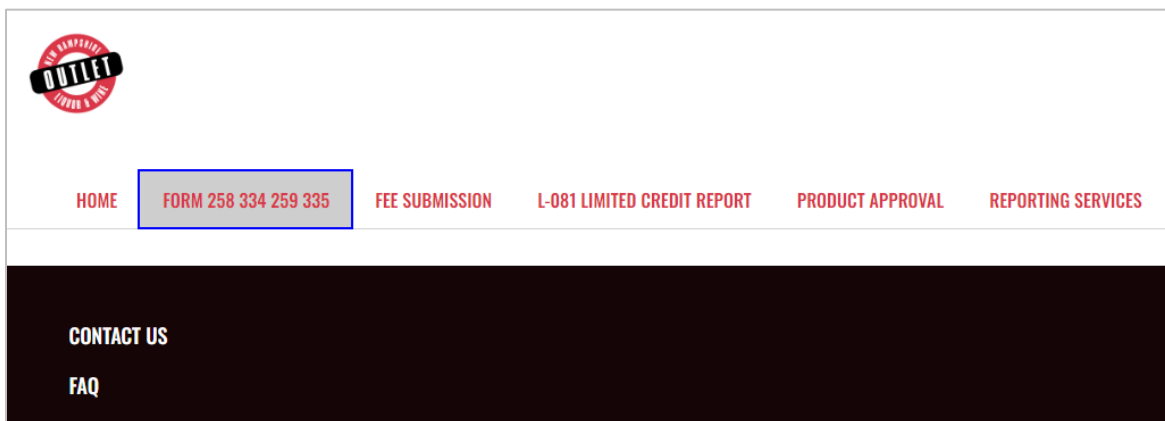 NEW HAMPSHIRE
OUTLET
LIQUOR & WINE
HOME FORM 258 334 259 335 FEE SUBMISSION L-081 LIMITED CREDIT REPORT PRODUCT APPROVAL REPORTING SERVICES
CONTACT US
FAQ